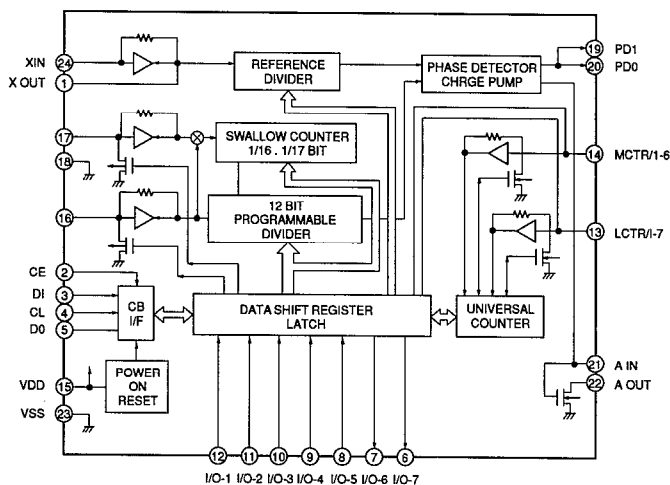 XIN
24
X OUT
1
17
18
16
CE
2
DI
3
CL
4
D0
5
VDD
15
VSS
23
REFERENCE
DIVIDER
PHASE DETECTOR
CHRGE PUMP
19
PD1
20
PD0
SWALLOW COUNTER
1/16 . 1/17 BIT
12 BIT
PROGRAMMABLE
DIVIDER
14
MCTR/1-6
13
LCTR/I-7
CB
I/F
DATA SHIFT REGISTER
LATCH
UNIVERSAL
COUNTER
POWER
ON
RESET
21
A IN
22
A OUT
12
11
10
9
8
7
6
I/O-1 I/O-2 I/O-3 I/O-4 I/O-5 I/O-6 I/O-7